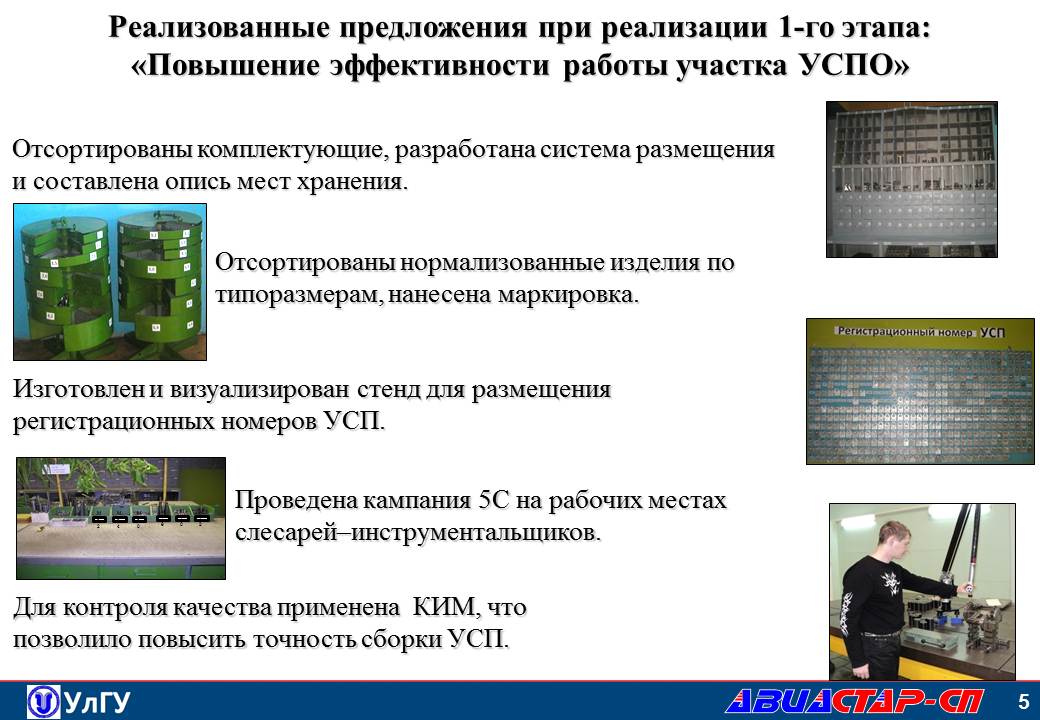 Реализованные предложения при реализации 1-го этапа:
«Повышение эффективности работы участка УСПО»
Отсортированы комплектующие, разработана система размещения
и составлена опись мест хранения.
Отсортированы нормализованные изделия по
типоразмерам, нанесена маркировка.
Регистрационный номер УСП
Изготовлен и визуализирован стенд для размещения
регистрационных номеров УСП.
Проведена кампания 5С на рабочих местах
слесарей–инструментальщиков.
Для контроля качества применена КИМ, что
позволило повысить точность сборки УСП.
УлГУ
АВИАСТАР-СП
5